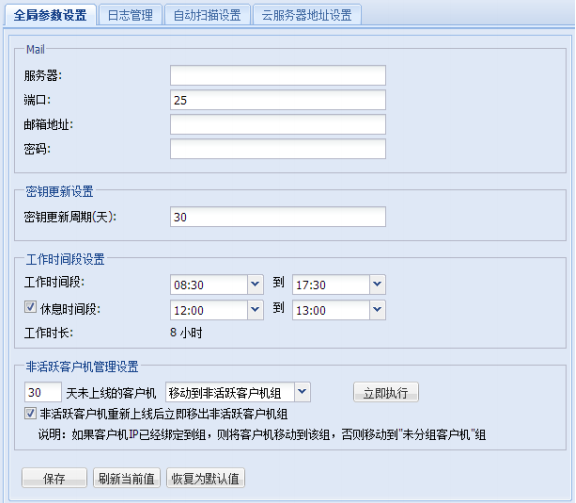 全局参数设置 日志管理 自动扫描设置 云服务器地址设置
Mail
服务器:
端口: 25
邮箱地址:
密码:
密钥更新设置
密钥更新周期(天): 30
工作时间段设置
工作时间段: 08:30 到 17:30
休息时间段: 12:00 到 13:00
工作时长: 8 小时
非活跃客户机管理设置
30 天未上线的客户机 移动到非活跃客户机组 立即执行
非活跃客户机重新上线后立即移出非活跃客户机组
说明：如果客户机IP已经绑定到组，则将客户机移动到该组，否则移动到"未分组客户机"组
保存 刷新当前值 恢复为默认值